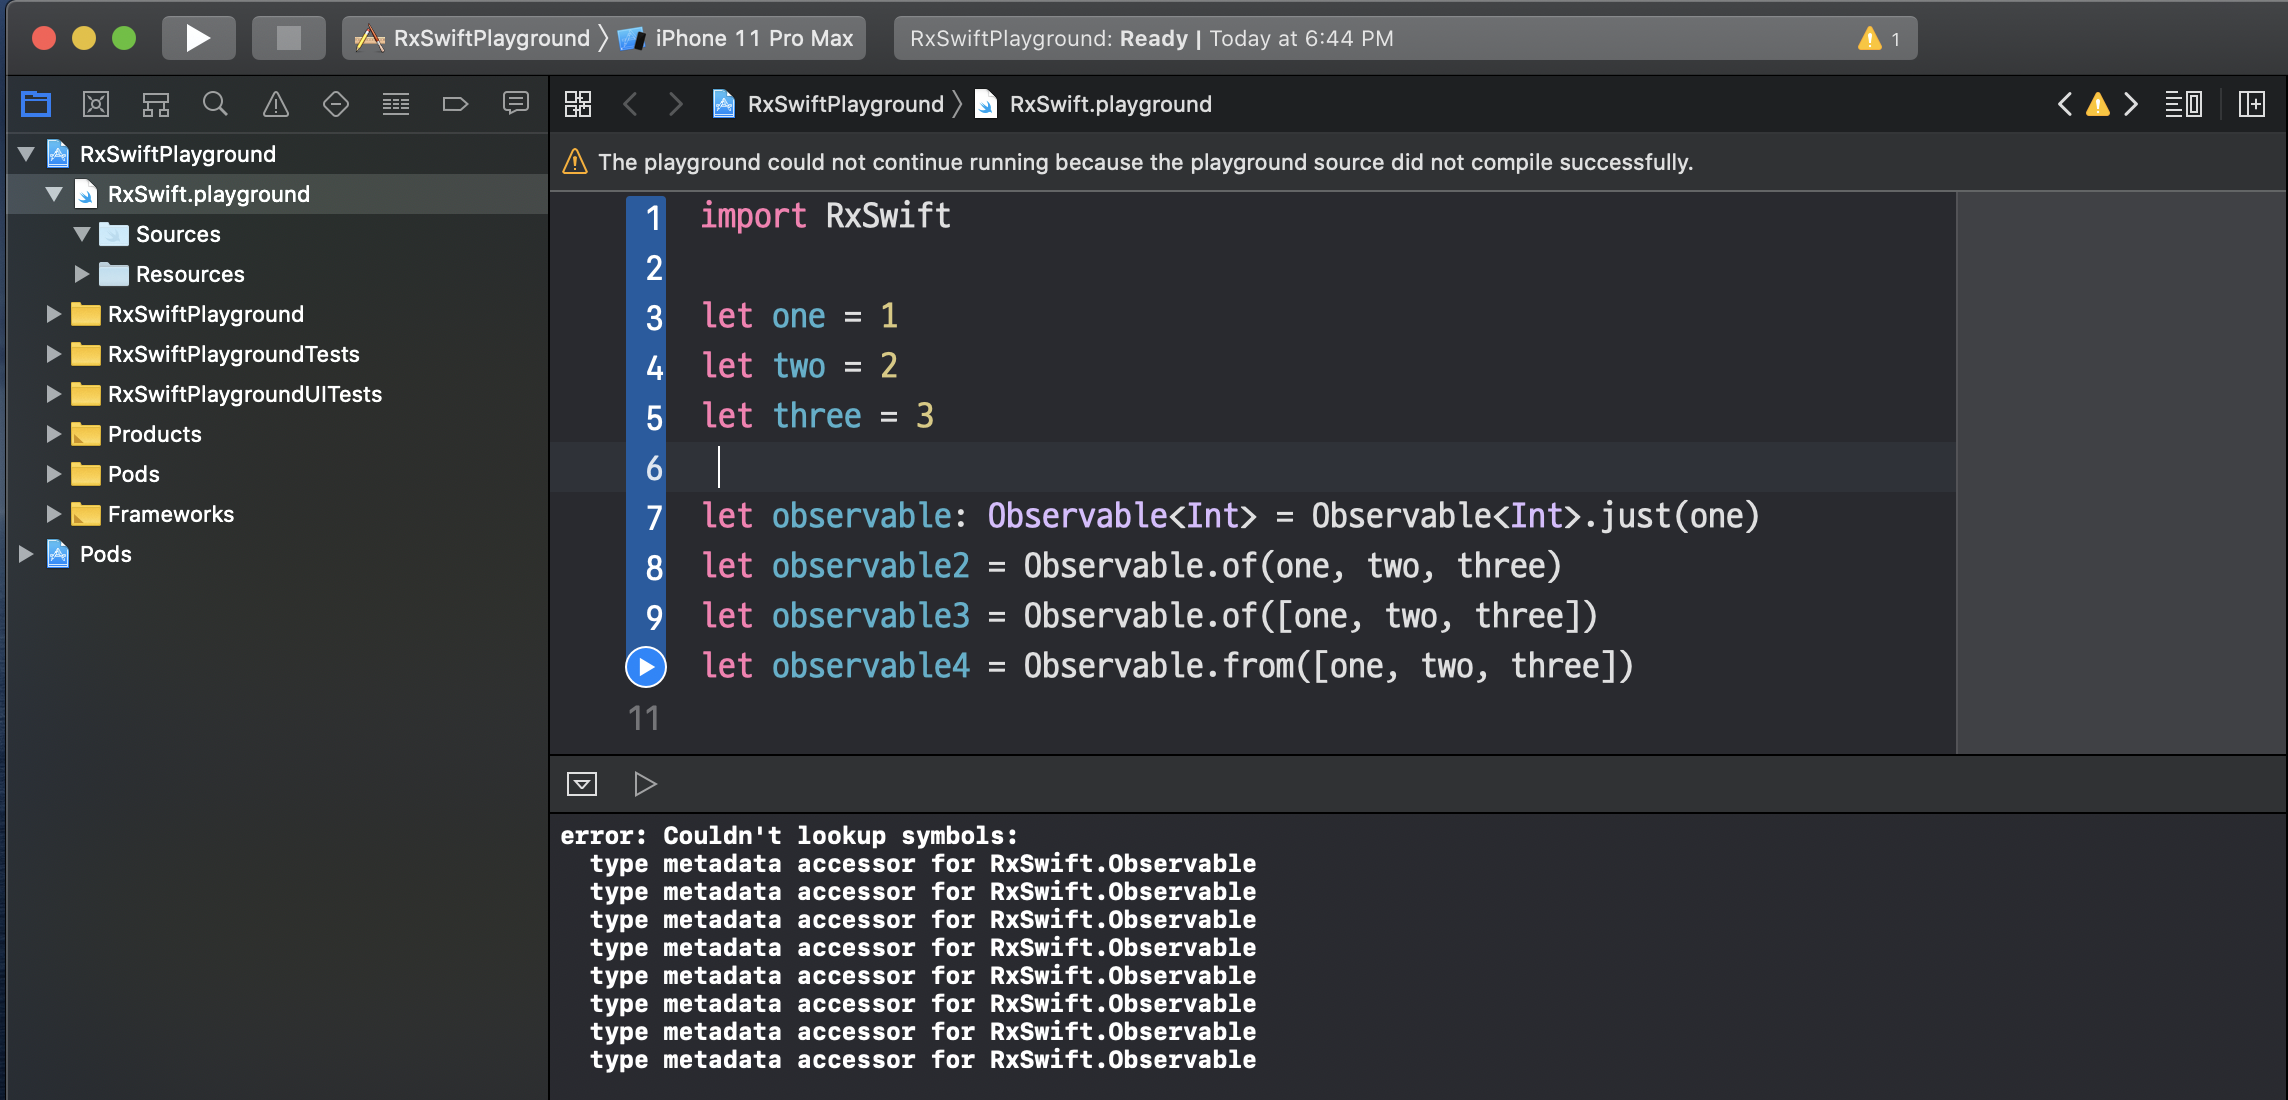 RxSwiftPlayground 〉 iPhone 11 Pro Max
RxSwiftPlayground: Ready | Today at 6:44 PM
1
RxSwiftPlayground 〉 RxSwift.playground
RxSwiftPlayground
RxSwift.playground
Sources
Resources
RxSwiftPlayground
RxSwiftPlaygroundTests
RxSwiftPlaygroundUITests
Products
Pods
Frameworks
Pods
The playground could not continue running because the playground source did not compile successfully.
1 import RxSwift
2
3 let one = 1
4 let two = 2
5 let three = 3
6
7 let observable: Observable<Int> = Observable<Int>.just(one)
8 let observable2 = Observable.of(one, two, three)
9 let observable3 = Observable.of([one, two, three])
let observable4 = Observable.from([one, two, three])
11
error: Couldn't lookup symbols:
type metadata accessor for RxSwift.Observable
type metadata accessor for RxSwift.Observable
type metadata accessor for RxSwift.Observable
type metadata accessor for RxSwift.Observable
type metadata accessor for RxSwift.Observable
type metadata accessor for RxSwift.Observable
type metadata accessor for RxSwift.Observable
type metadata accessor for RxSwift.Observable